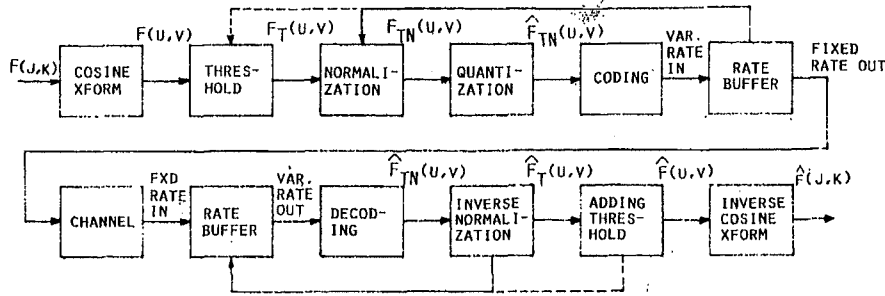 F(J,K)
COSINE
XFORM
F(U,V)
THRES-
HOLD
F_T(U,V)
NORMALI-
ZATION
F_TN(U,V)
QUANTI-
ZATION
F̂_TN(U,V)
CODING
VAR.
RATE
IN
RATE
BUFFER
FIXED
RATE OUT
CHANNEL
FXD
RATE
IN
RATE
BUFFER
VAR.
RATE
OUT
DECOD-
ING
F̂_TN(U,V)
INVERSE
NORMALI-
ZATION
F̂_T(U,V)
ADDING
THRES-
HOLD
F̂(U,V)
INVERSE
COSINE
XFORM
F̂(J,K)